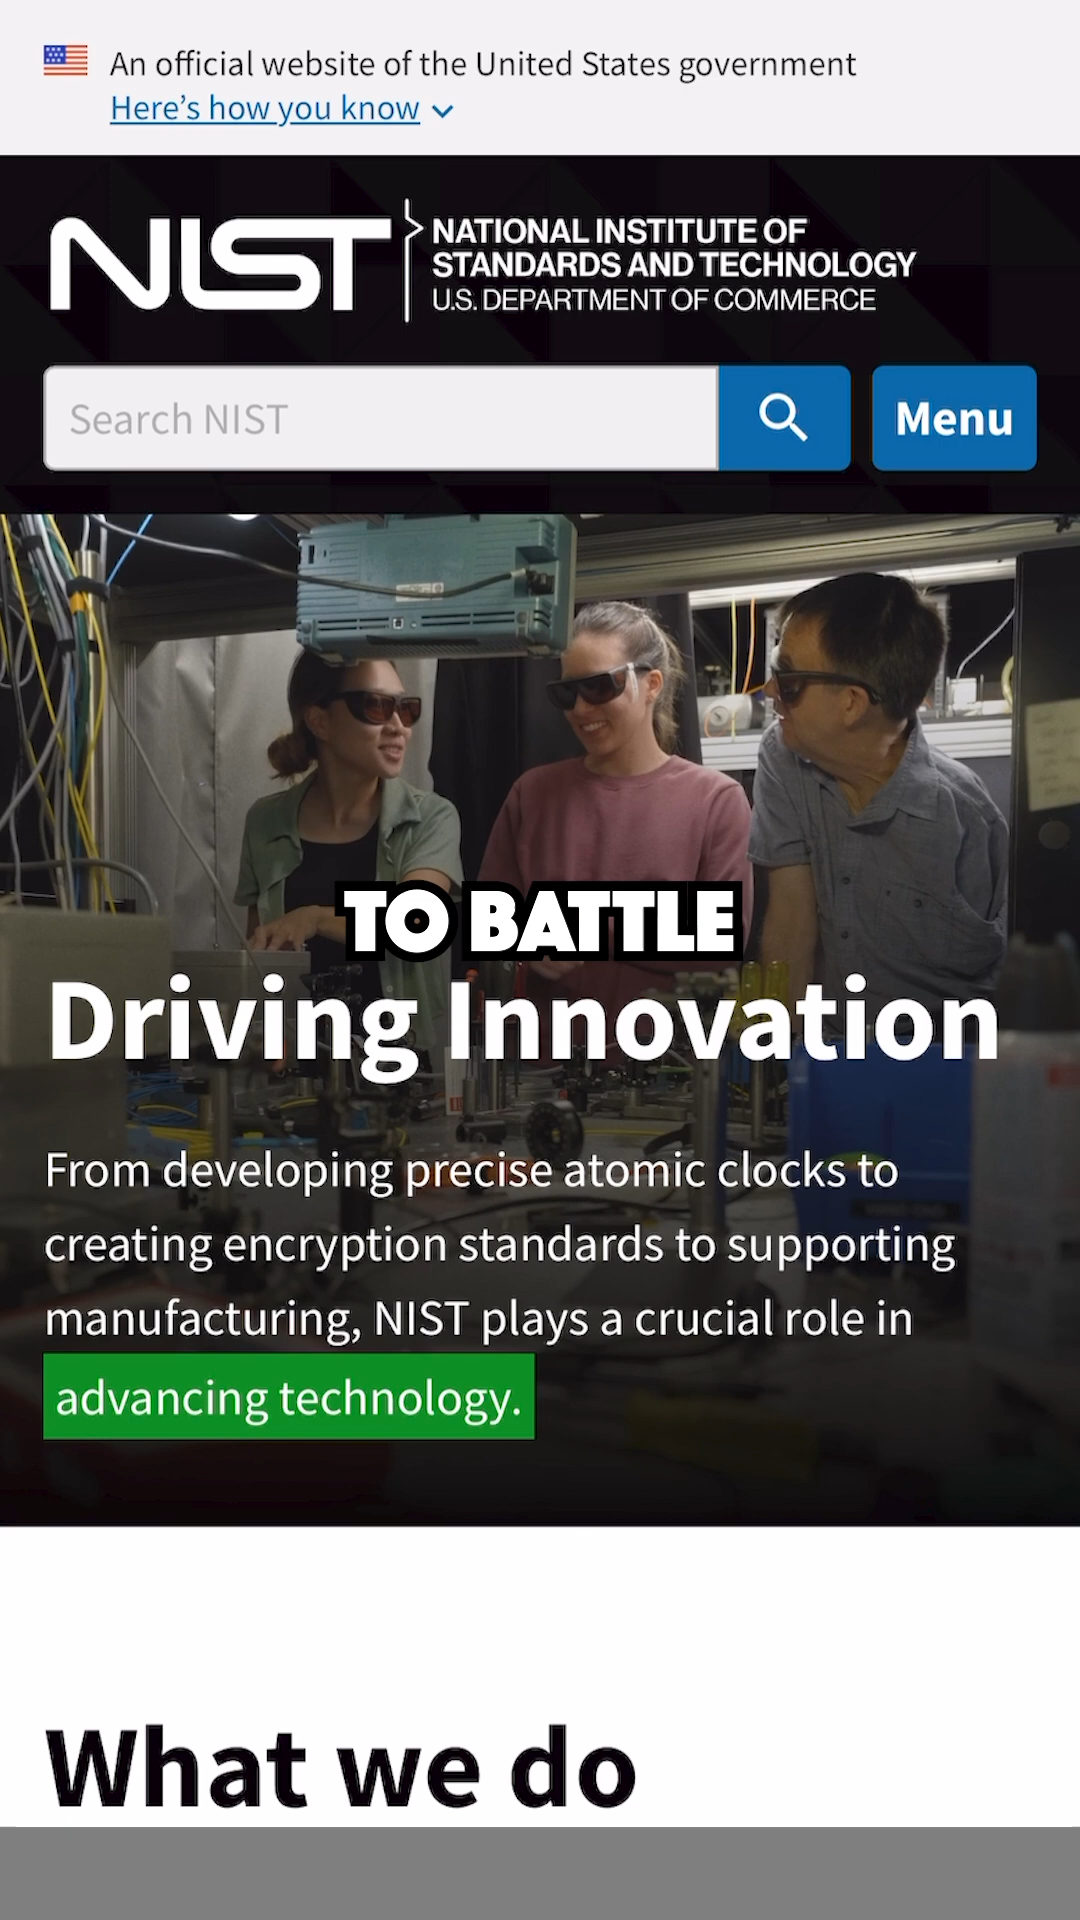 An official website of the United States government
Here’s how you know
NIST
NATIONAL INSTITUTE OF
STANDARDS AND TECHNOLOGY
U.S. DEPARTMENT OF COMMERCE
Search NIST
Menu
TO BATTLE
Driving Innovation
From developing precise atomic clocks to
creating encryption standards to supporting
manufacturing, NIST plays a crucial role in
advancing technology.
What we do